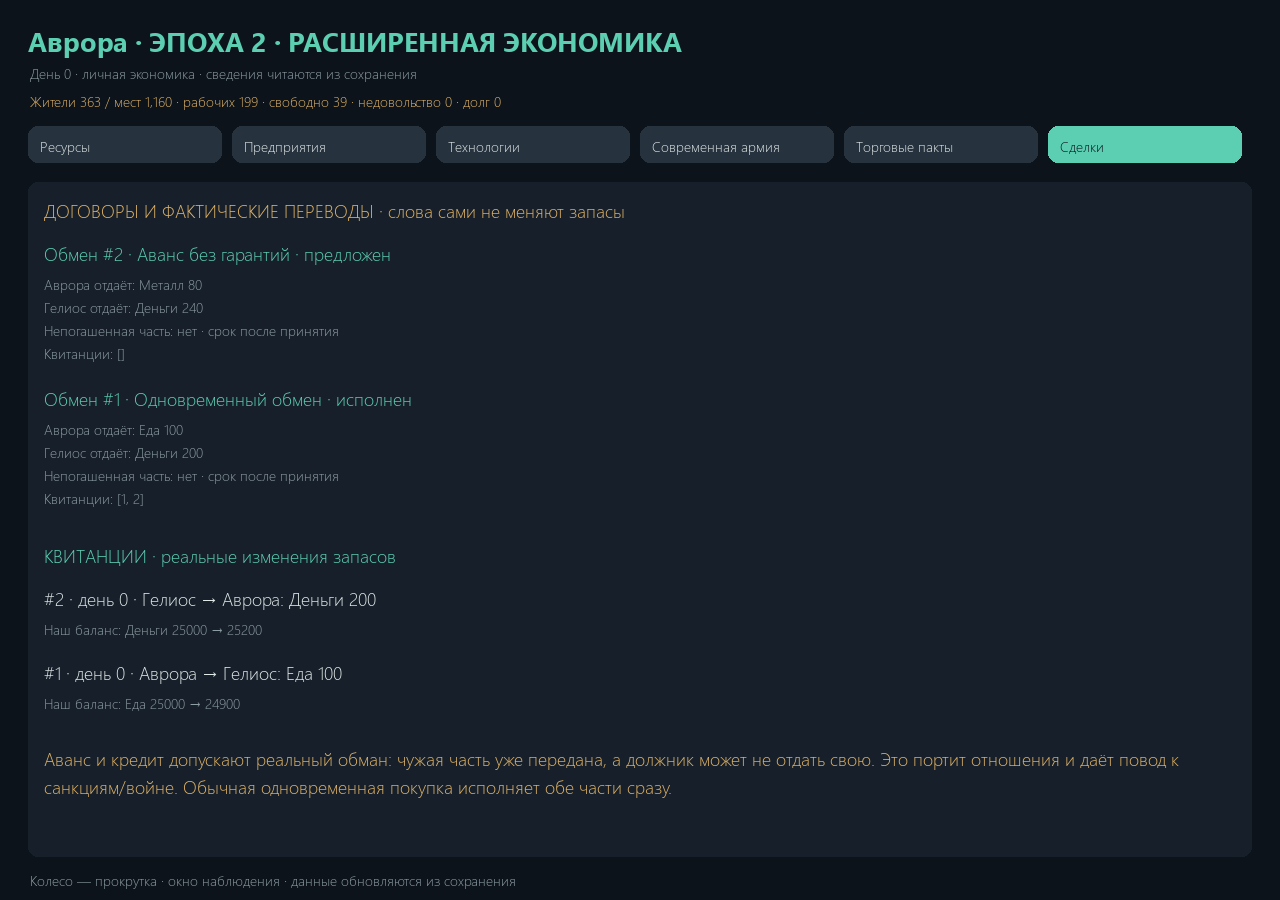 Аврора · ЭПОХА 2 · РАСШИРЕННАЯ ЭКОНОМИКА
День 0 · личная экономика · сведения читаются из сохранения
Жители 363 / мест 1,160 · рабочих 199 · свободно 39 · недовольство 0 · долг 0
Ресурсы
Предприятия
Технологии
Современная армия
Торговые пакты
Сделки
ДОГОВОРЫ И ФАКТИЧЕСКИЕ ПЕРЕВОДЫ · слова сами не меняют запасы
Обмен #2 · Аванс без гарантий · предложен
Аврора отдаёт: Металл 80
Гелиос отдаёт: Деньги 240
Непогашенная часть: нет · срок после принятия
Квитанции: []
Обмен #1 · Одновременный обмен · исполнен
Аврора отдаёт: Еда 100
Гелиос отдаёт: Деньги 200
Непогашенная часть: нет · срок после принятия
Квитанции: [1, 2]
КВИТАНЦИИ · реальные изменения запасов
#2 · день 0 · Гелиос → Аврора: Деньги 200
Наш баланс: Деньги 25000 → 25200
#1 · день 0 · Аврора → Гелиос: Еда 100
Наш баланс: Еда 25000 → 24900
Аванс и кредит допускают реальный обман: чужая часть уже передана, а должник может не отдать свою. Это портит отношения и даёт повод к
санкциям/войне. Обычная одновременная покупка исполняет обе части сразу.
Колесо — прокрутка · окно наблюдения · данные обновляются из сохранения